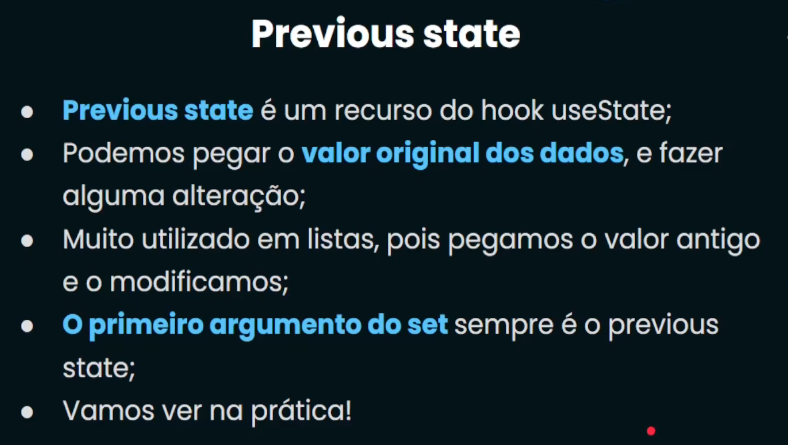 Previous state
● Previous state é um recurso do hook useState;
● Podemos pegar o valor original dos dados, e fazer
alguma alteração;
● Muito utilizado em listas, pois pegamos o valor antigo
e o modificamos;
● O primeiro argumento do set sempre é o previous
state;
● Vamos ver na prática!